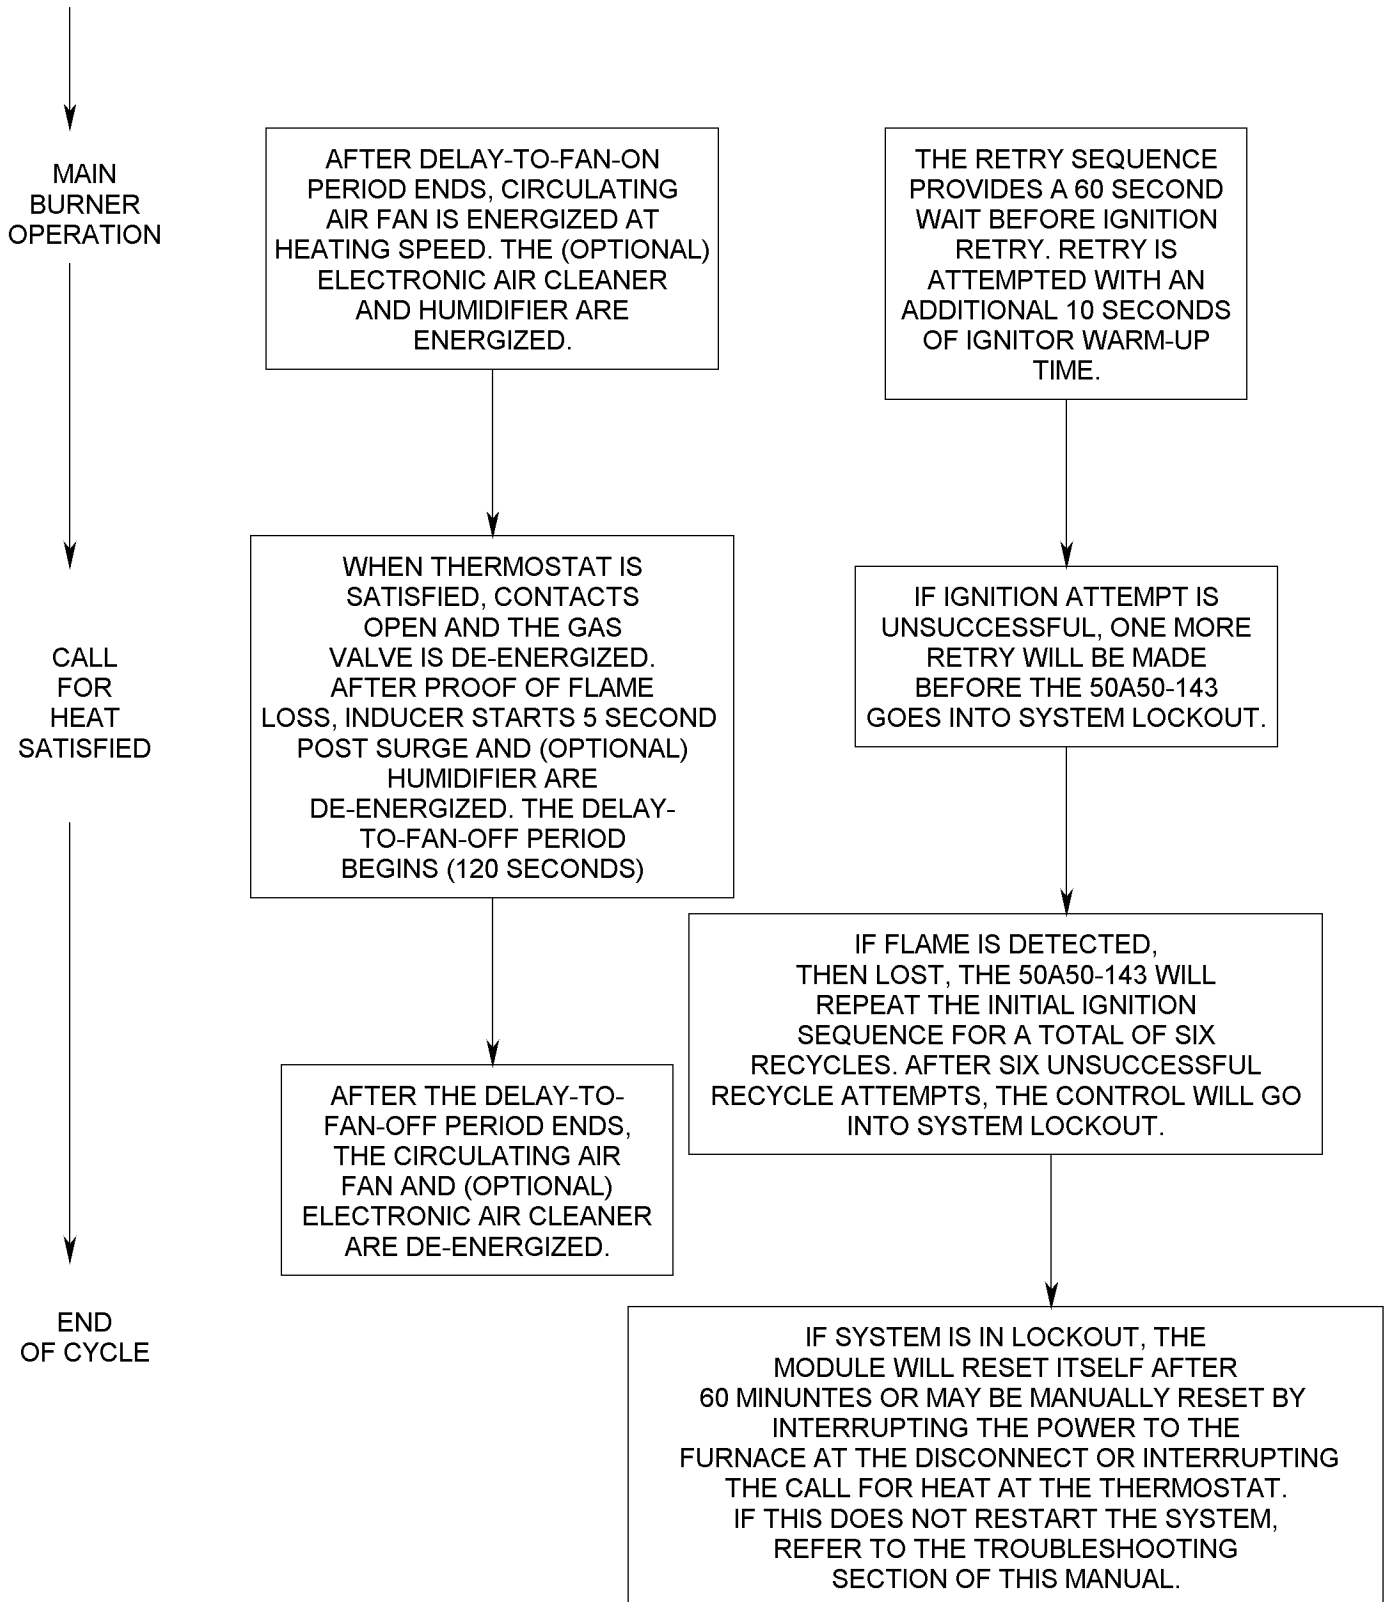 MAIN
BURNER
OPERATION
CALL
FOR
HEAT
SATISFIED
END
OF CYCLE
AFTER DELAY-TO-FAN-ON
PERIOD ENDS, CIRCULATING
AIR FAN IS ENERGIZED AT
HEATING SPEED. THE (OPTIONAL)
ELECTRONIC AIR CLEANER
AND HUMIDIFIER ARE
ENERGIZED.
WHEN THERMOSTAT IS
SATISFIED, CONTACTS
OPEN AND THE GAS
VALVE IS DE-ENERGIZED.
AFTER PROOF OF FLAME
LOSS, INDUCER STARTS 5 SECOND
POST SURGE AND (OPTIONAL)
HUMIDIFIER ARE
DE-ENERGIZED. THE DELAY-
TO-FAN-OFF PERIOD
BEGINS (120 SECONDS)
AFTER THE DELAY-TO-
FAN-OFF PERIOD ENDS,
THE CIRCULATING AIR
FAN AND (OPTIONAL)
ELECTRONIC AIR CLEANER
ARE DE-ENERGIZED.
THE RETRY SEQUENCE
PROVIDES A 60 SECOND
WAIT BEFORE IGNITION
RETRY. RETRY IS
ATTEMPTED WITH AN
ADDITIONAL 10 SECONDS
OF IGNITOR WARM-UP
TIME.
IF IGNITION ATTEMPT IS
UNSUCCESSFUL, ONE MORE
RETRY WILL BE MADE
BEFORE THE 50A50-143
GOES INTO SYSTEM LOCKOUT.
IF FLAME IS DETECTED,
THEN LOST, THE 50A50-143 WILL
REPEAT THE INITIAL IGNITION
SEQUENCE FOR A TOTAL OF SIX
RECYCLES. AFTER SIX UNSUCCESSFUL
RECYCLE ATTEMPTS, THE CONTROL WILL GO
INTO SYSTEM LOCKOUT.
IF SYSTEM IS IN LOCKOUT, THE
MODULE WILL RESET ITSELF AFTER
60 MINUNTES OR MAY BE MANUALLY RESET BY
INTERRUPTING THE POWER TO THE
FURNACE AT THE DISCONNECT OR INTERRUPTING
THE CALL FOR HEAT AT THE THERMOSTAT.
IF THIS DOES NOT RESTART THE SYSTEM,
REFER TO THE TROUBLESHOOTING
SECTION OF THIS MANUAL.